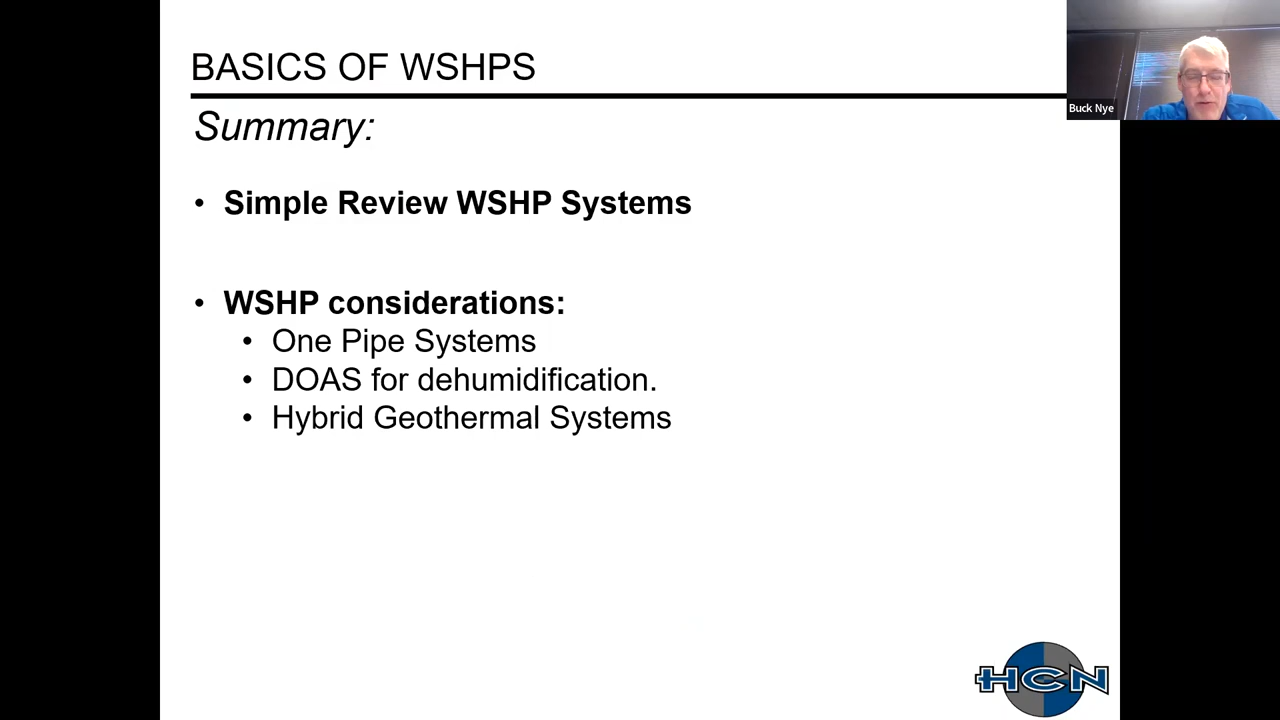 BASICS OF WSHPS
Buck Nye
Summary:
• Simple Review WSHP Systems
• WSHP considerations:
• One Pipe Systems
• DOAS for dehumidification.
• Hybrid Geothermal Systems
HCN